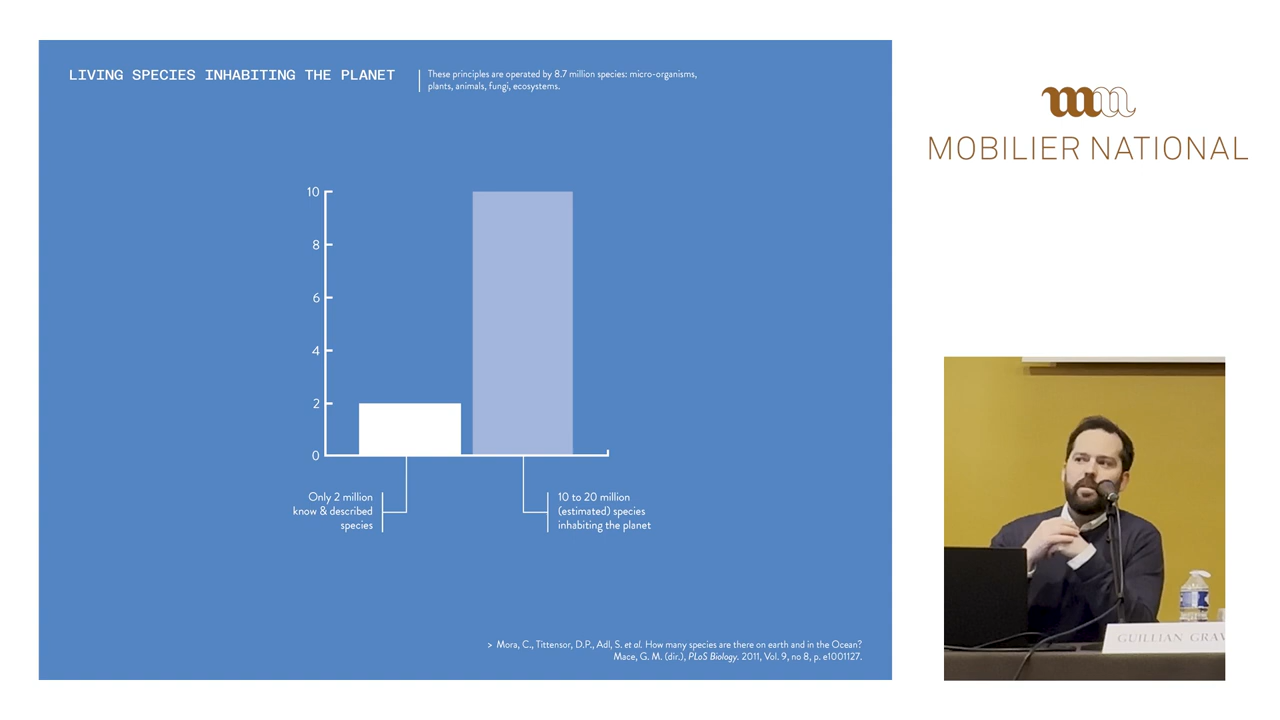 LIVING SPECIES INHABITING THE PLANET
These principles are operated by 8.7 million species: micro-organisms,
plants, animals, fungi, ecosystems.
10
8
6
4
2
0
Only 2 million
know & described
species
10 to 20 million
(estimated) species
inhabiting the planet
> Mora, C., Tittensor, D.P., Adl, S. et al. How many species are there on earth and in the Ocean?
Mace, G. M. (dir.), PLoS Biology. 2011, Vol. 9, no 8, p. e1001127.
mm
MOBILIER NATIONAL
GUILLIAN GRAV